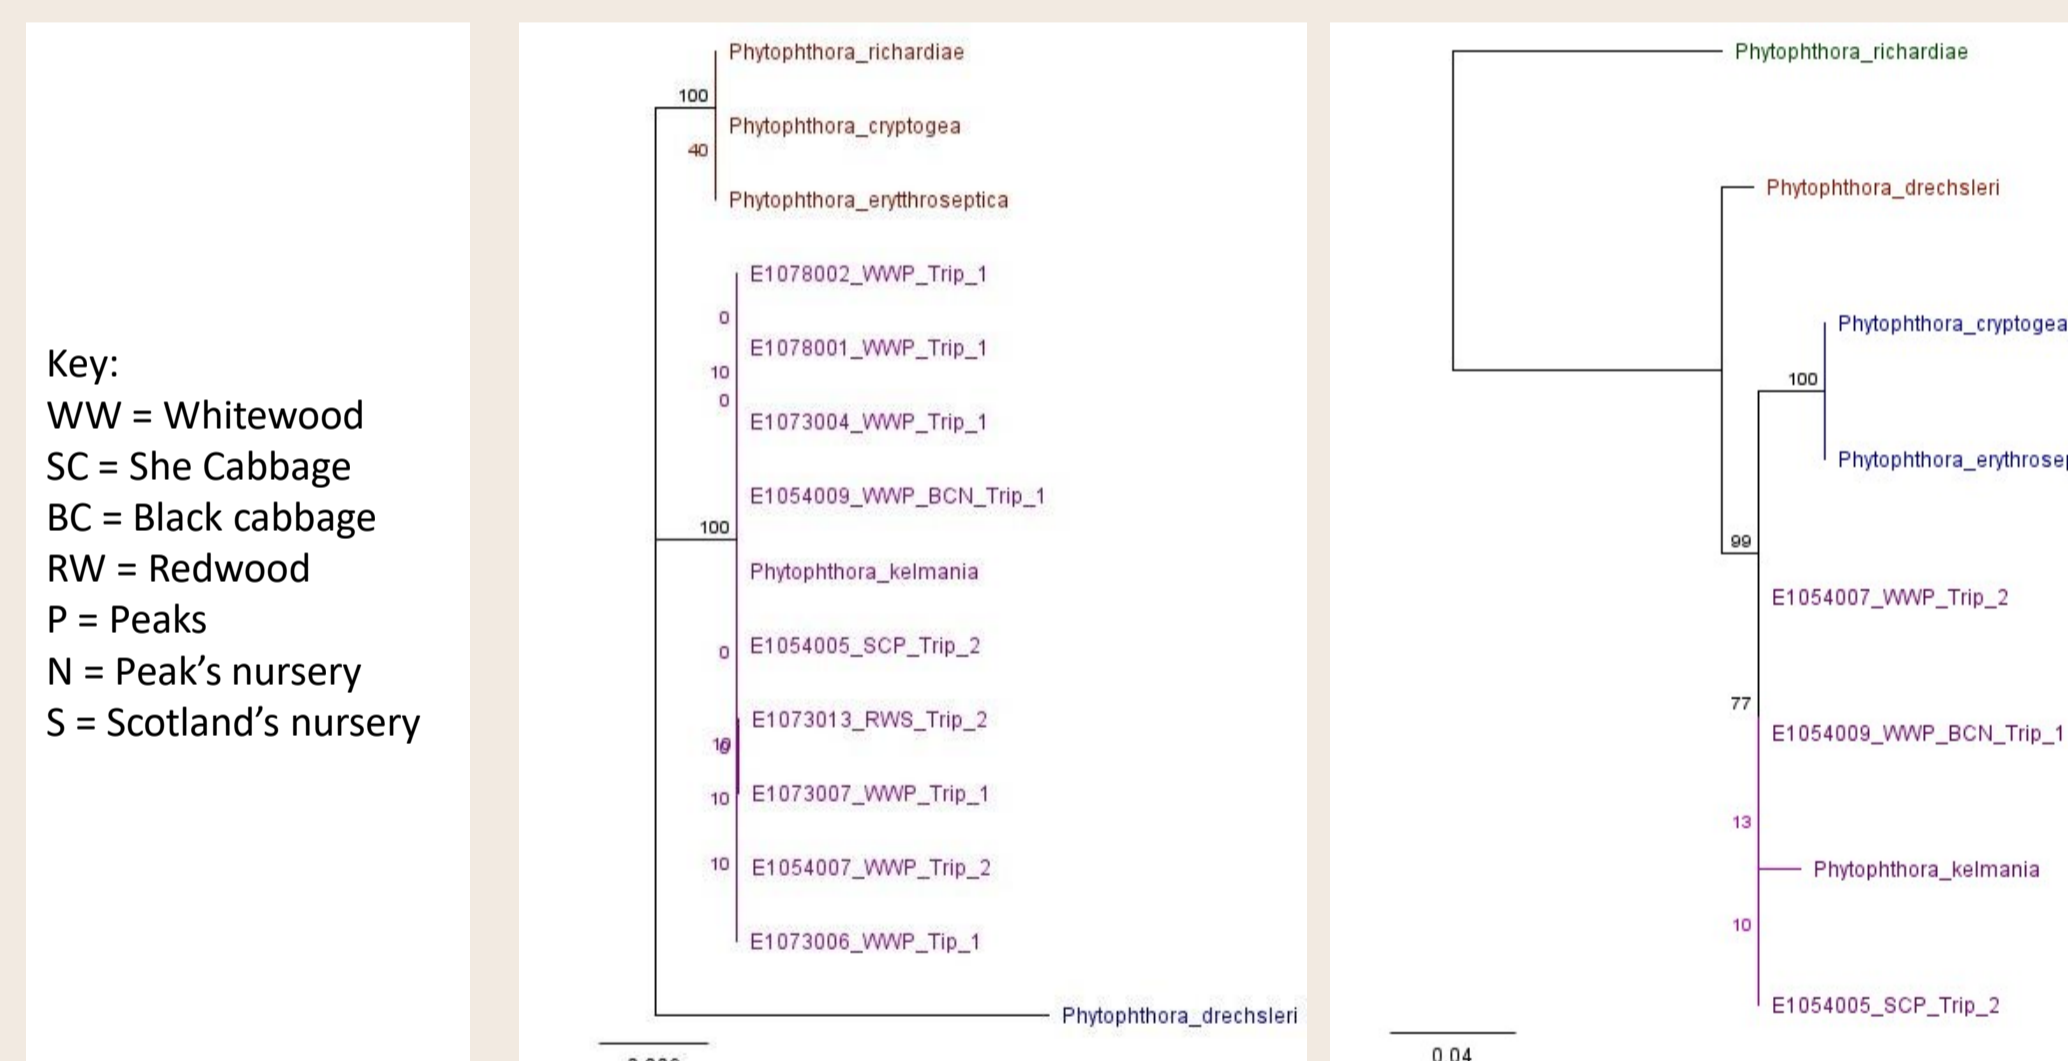 Key:
WW = Whitewood
SC = She Cabbage
BC = Black cabbage
RW = Redwood
P = Peaks
N = Peak’s nursery
S = Scotland’s nursery
Phytophthora_richardiae
100
Phytophthora_cryptogea
40
Phytophthora_erytthroseptica
E1078002_WWP_Trip_1
0
E1078001_WWP_Trip_1
10
0
E1073004_WWP_Trip_1
E1054009_WWP_BCN_Trip_1
100
Phytophthora_kelmania
E1054005_SCP_Trip_2
0
E1073013_RWS_Trip_2
E1073007_WWP_Trip_1
10
E1054007_WWP_Trip_2
10
E1073006_WWP_Tip_1
Phytophthora_drechsleri
Phytophthora_richardiae
Phytophthora_drechsleri
Phytophthora_cryptogea
100
Phytophthora_erythrose
99
E1054007_WWP_Trip_2
77
E1054009_WWP_BCN_Trip_1
13
Phytophthora_kelmania
10
E1054005_SCP_Trip_2
0.04